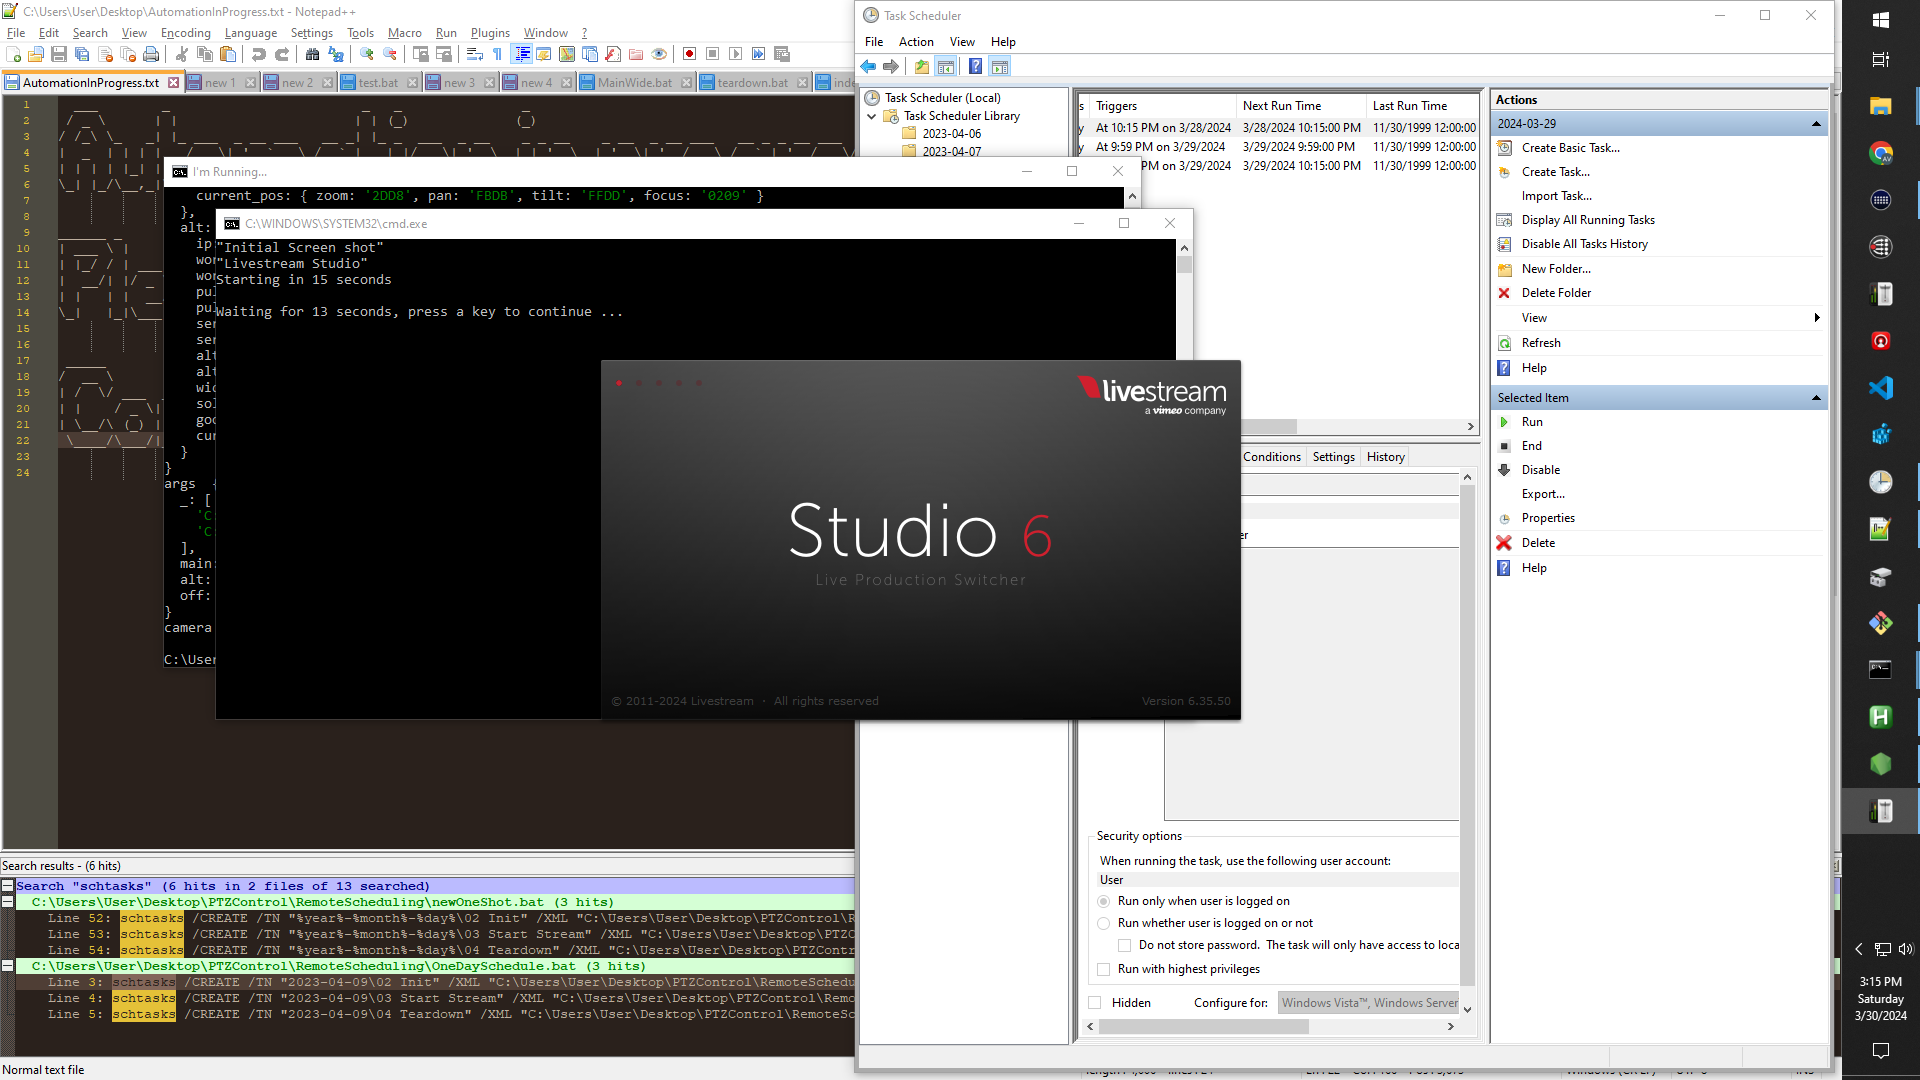 C:\Users\User\Desktop\AutomationInProgress.txt - Notepad++
File Edit Search View Encoding Language Settings Tools Macro Run Plugins Window ?
AutomationInProgress.txt new 1 new 2 test.bat new 3 new 4 MainWide.bat teardown.bat inde
1
2
3
4
5
6
7
8
9
10
11
12
13
14
15
16
17
18
19
20
21
22
23
24
I'm Running...
current_pos: { zoom: '2DD8', pan: 'FBDB', tilt: 'FFDD', focus: '0209' }
},
alt:
ip
wor
wor
pul
pul
ser
ser
alt
alt
wid
sol
goo
cur
}
}
args {
_: [
'C:
'C:
],
main:
alt:
off:
}
camera
C:\User
C:\WINDOWS\SYSTEM32\cmd.exe
"Initial Screen shot"
"Livestream Studio"
Starting in 15 seconds
Waiting for 13 seconds, press a key to continue ...
livestream
a vimeo company
Studio 6
Live Production Switcher
© 2011-2024 Livestream · All rights reserved
Version 6.35.50
Search results - (6 hits)
Search "schtasks" (6 hits in 2 files of 13 searched)
C:\Users\User\Desktop\PTZControl\RemoteScheduling\newOneShot.bat (3 hits)
Line 52: schtasks /CREATE /TN "%year%-%month%-%day%\02 Init" /XML "C:\Users\User\Desktop\PTZControl\R
Line 53: schtasks /CREATE /TN "%year%-%month%-%day%\03 Start Stream" /XML "C:\Users\User\Desktop\PTZC
Line 54: schtasks /CREATE /TN "%year%-%month%-%day%\04 Teardown" /XML "C:\Users\User\Desktop\PTZContr
C:\Users\User\Desktop\PTZControl\RemoteScheduling\OneDaySchedule.bat (3 hits)
Line 3: schtasks /CREATE /TN "2023-04-09\02 Init" /XML "C:\Users\User\Desktop\PTZControl\RemoteSchedu
Line 4: schtasks /CREATE /TN "2023-04-09\03 Start Stream" /XML "C:\Users\User\Desktop\PTZControl\Remo
Line 5: schtasks /CREATE /TN "2023-04-09\04 Teardown" /XML "C:\Users\User\Desktop\PTZControl\RemoteSc
Normal text file
Task Scheduler
File Action View Help
Task Scheduler (Local)
Task Scheduler Library
2023-04-06
2023-04-07
s Triggers Next Run Time Last Run Time
y At 10:15 PM on 3/28/2024 3/28/2024 10:15:00 PM 11/30/1999 12:00:00
y At 9:59 PM on 3/29/2024 3/29/2024 9:59:00 PM 11/30/1999 12:00:00
PM on 3/29/2024 3/29/2024 10:15:00 PM 11/30/1999 12:00:00
Conditions Settings History
er
Security options
When running the task, use the following user account:
User
Run only when user is logged on
Run whether user is logged on or not
Do not store password. The task will only have access to loca
Run with highest privileges
Hidden Configure for: Windows Vista™, Windows Server
Actions
2024-03-29
Create Basic Task...
Create Task...
Import Task...
Display All Running Tasks
Disable All Tasks History
New Folder...
Delete Folder
View
Refresh
Help
Selected Item
Run
End
Disable
Export...
Properties
Delete
Help
3:15 PM
Saturday
3/30/2024